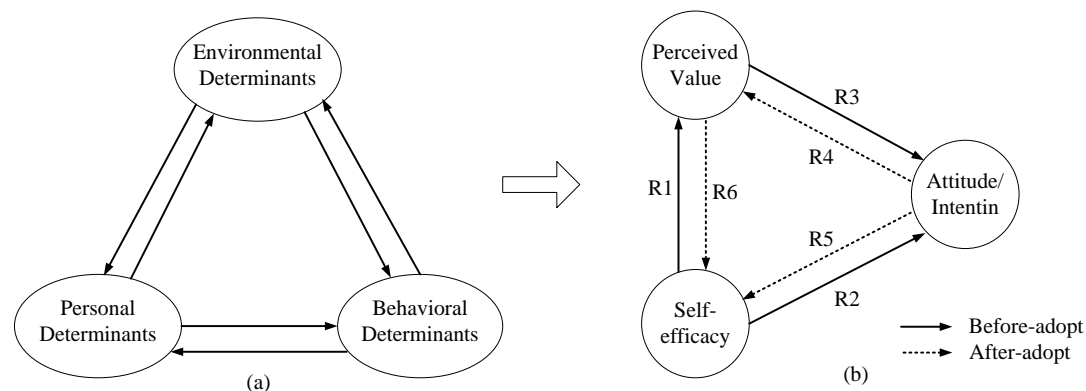 Environmental
Determinants
Personal
Determinants
Behavioral
Determinants
(a)
Perceived
Value
R3
R4
R1
R6
Attitude/
Intentin
R5
R2
Self-
efficacy
Before-adopt
After-adopt
(b)